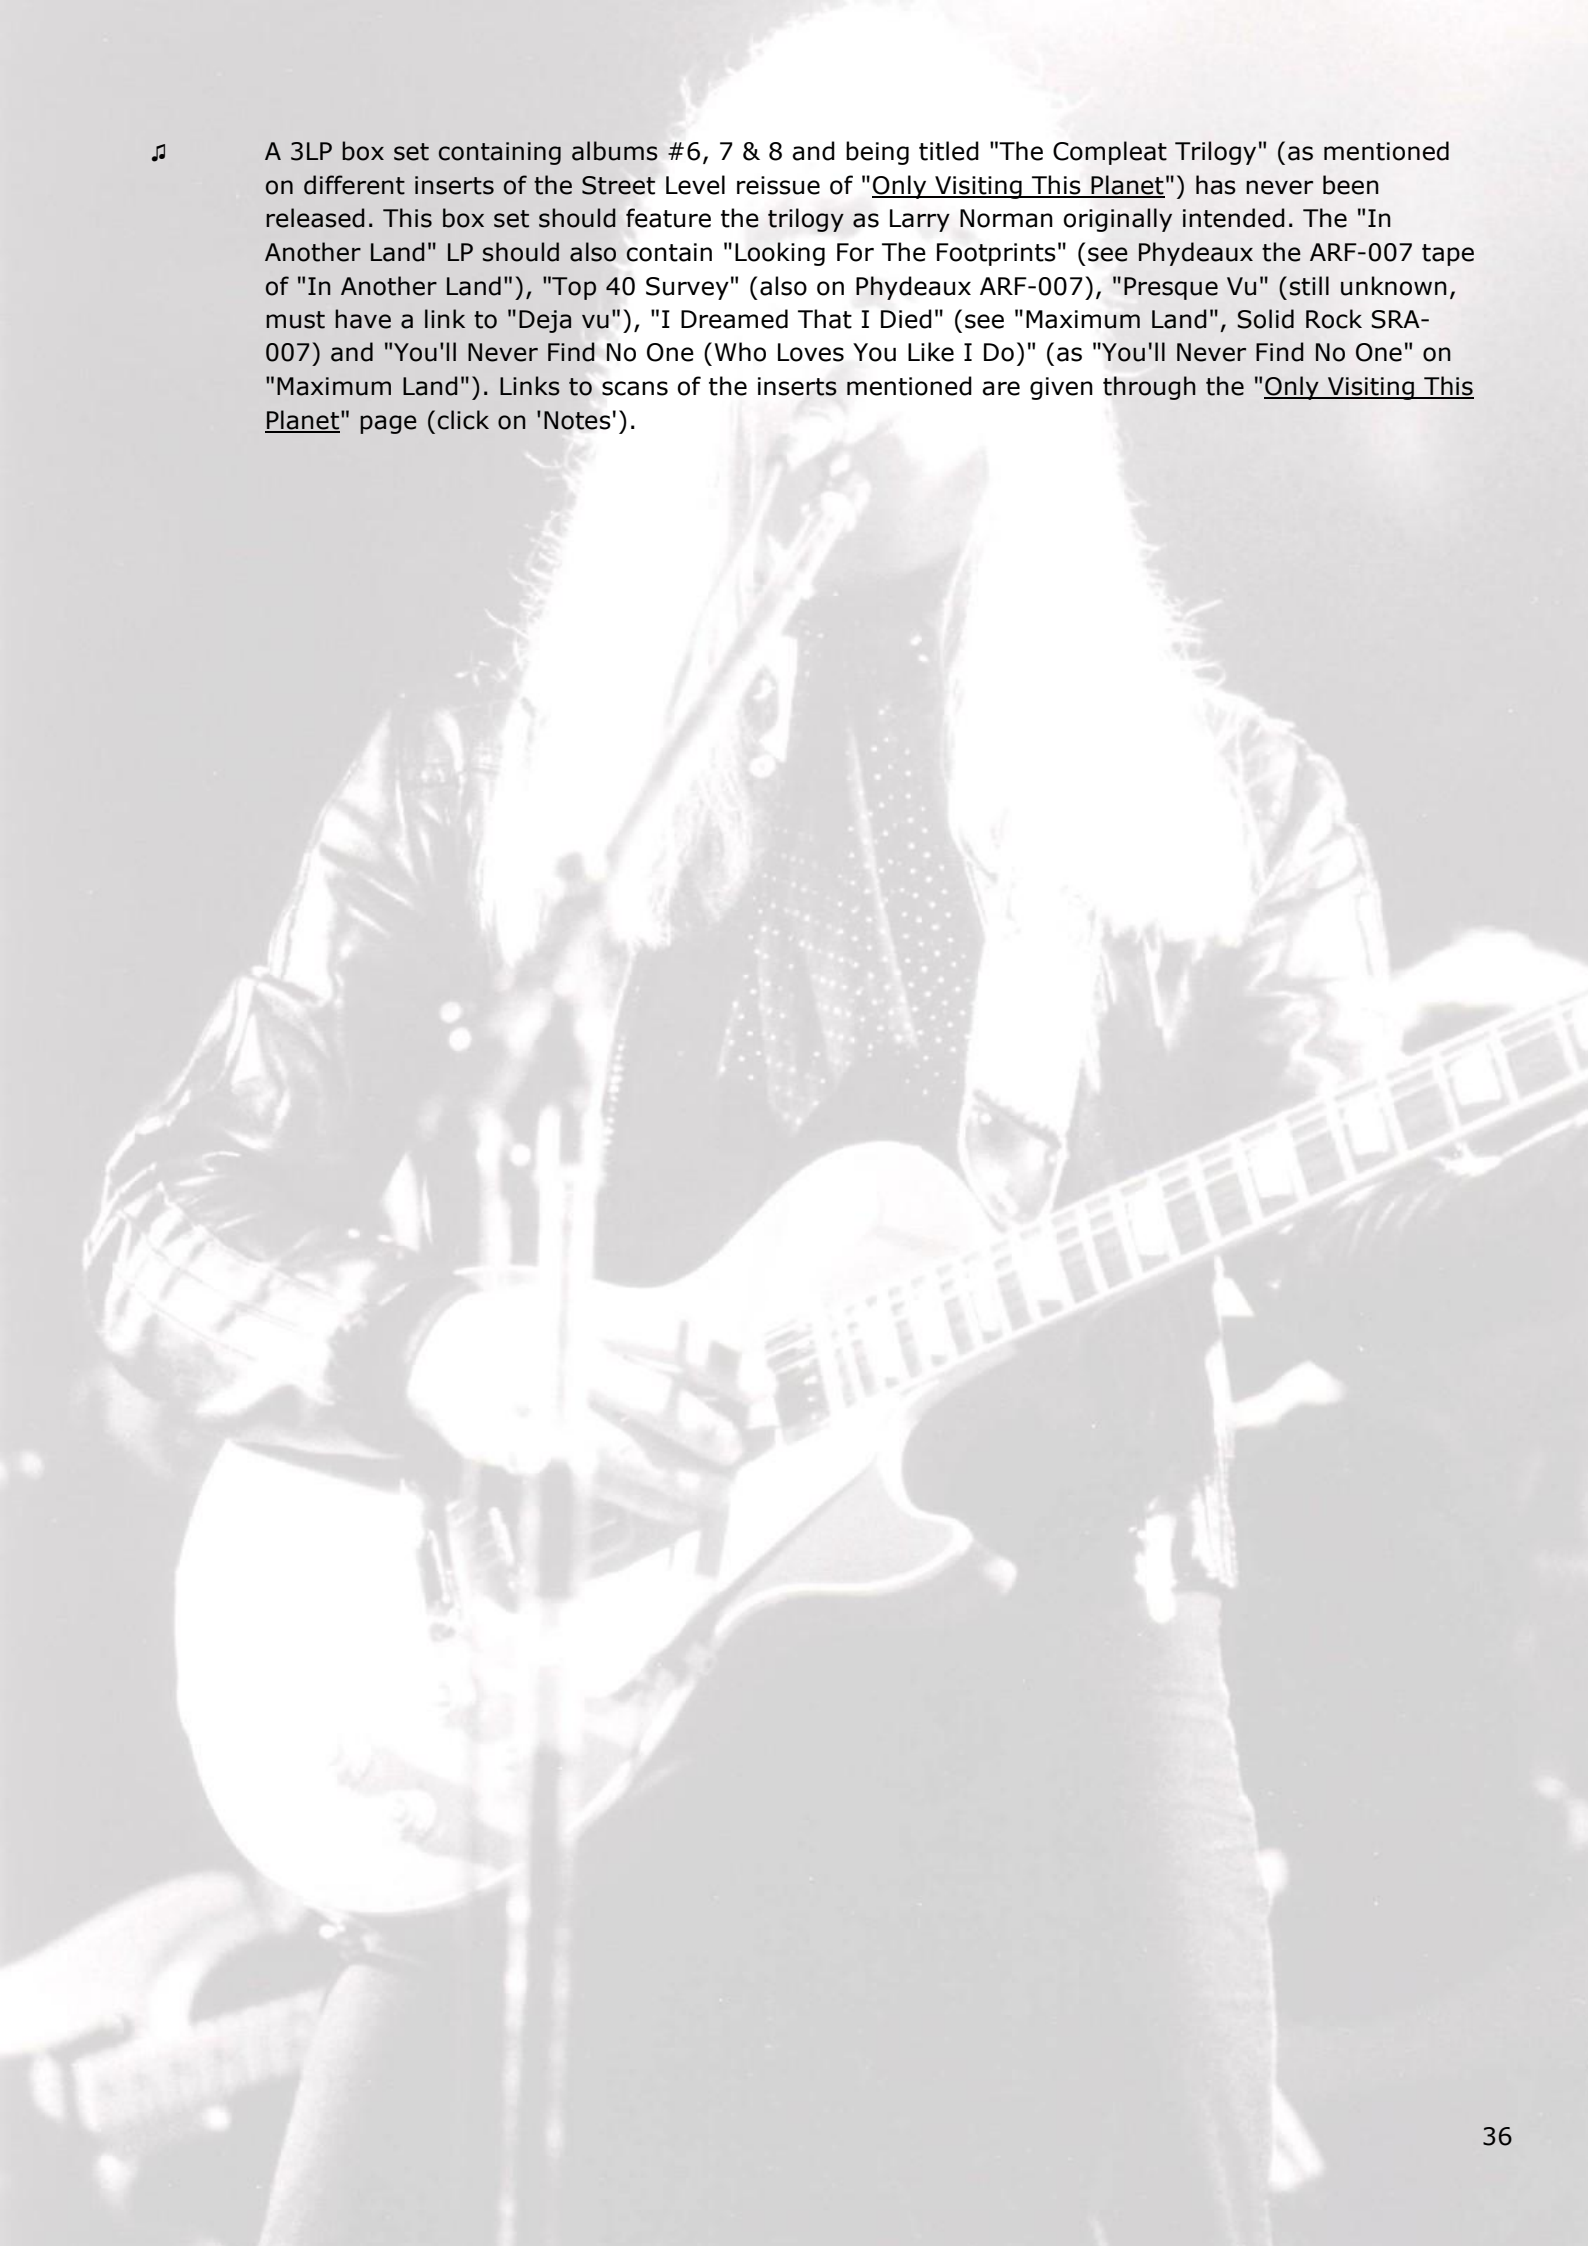 ♫ A 3LP box set containing albums #6, 7 & 8 and being titled "The Compleat Trilogy" (as mentioned
on different inserts of the Street Level reissue of "Only Visiting This Planet") has never been
released. This box set should feature the trilogy as Larry Norman originally intended. The "In
Another Land" LP should also contain "Looking For The Footprints" (see Phydeaux the ARF-007 tape
of "In Another Land"), "Top 40 Survey" (also on Phydeaux ARF-007), "Presque Vu" (still unknown,
must have a link to "Deja vu"), "I Dreamed That I Died" (see "Maximum Land", Solid Rock SRA-
007) and "You'll Never Find No One (Who Loves You Like I Do)" (as "You'll Never Find No One" on
"Maximum Land"). Links to scans of the inserts mentioned are given through the "Only Visiting This
Planet" page (click on 'Notes').
36